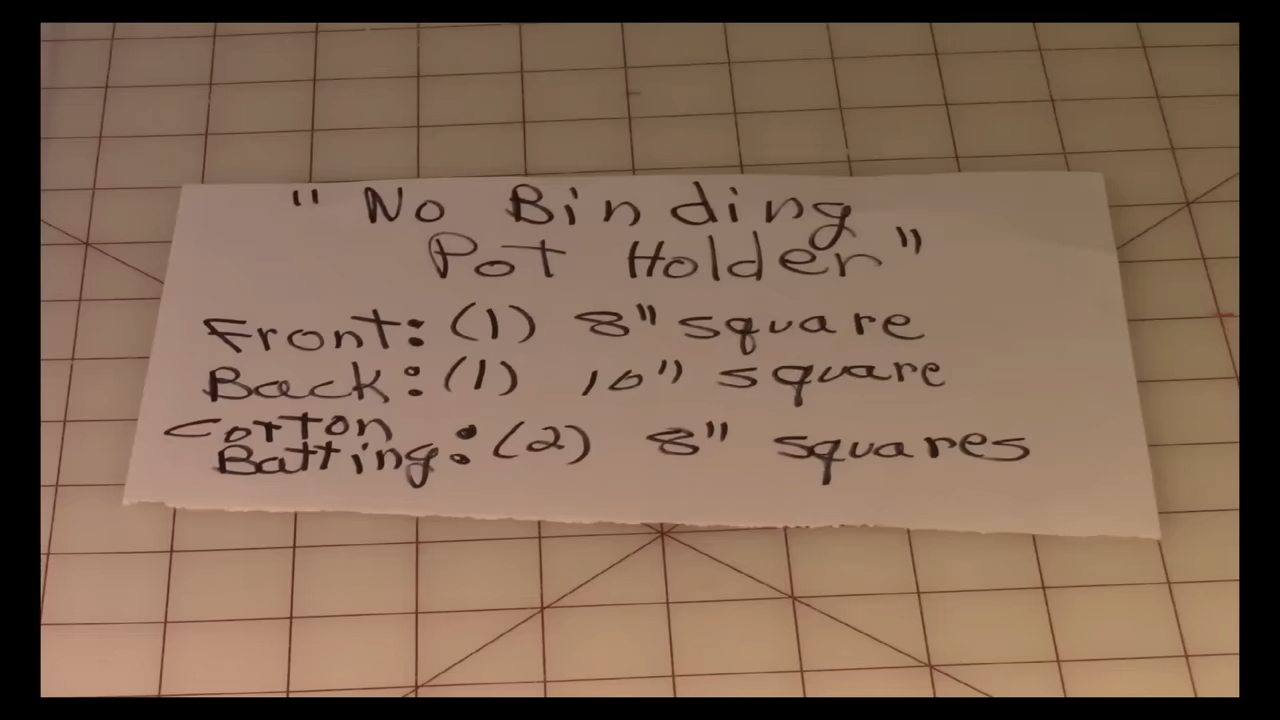 "No Binding
Pot Holder"
Front: (1) 8" square
Back: (1) 10" square
Cotton
Batting: (2) 8" squares